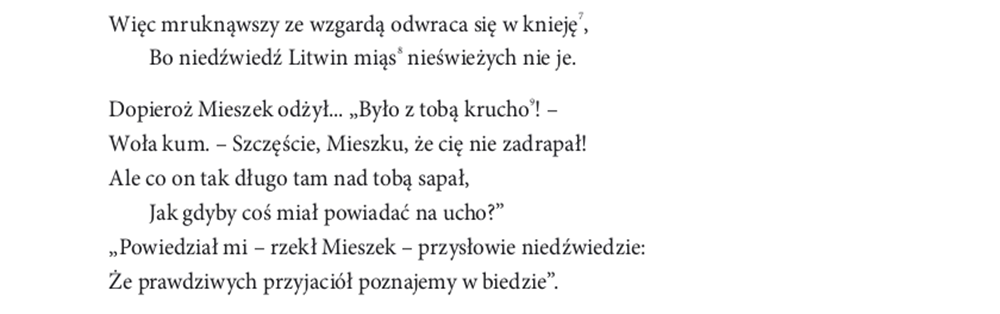 Więc mruknąwszy ze wzgardą odwraca się w knieję⁷,
Bo niedźwiedź Litwin miąs⁸ nieświeżych nie je.
Dopieroż Mieszek odżył... „Było z tobą krucho⁹! –
Woła kum. – Szczęście, Mieszku, że cię nie zadrapał!
Ale co on tak długo tam nad tobą sapał,
Jak gdyby coś miał powiadać na ucho?”
„Powiedział mi – rzekł Mieszek – przysłowie niedźwiedzie:
Że prawdziwych przyjaciół poznajemy w biedzie”.